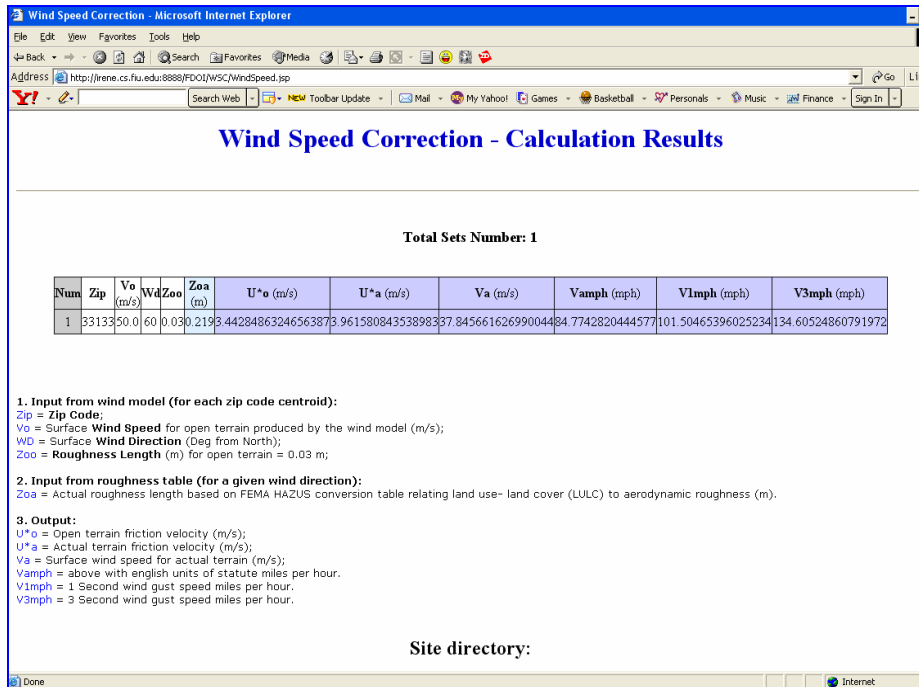 Wind Speed Correction - Microsoft Internet Explorer
File Edit View Favorites Tools Help
Back Search Favorites Media
Address http://irene.cs.fiu.edu:8888/FDOI/WSC/WindSpeed.jsp Go Li
Y! Search Web NEW Toolbar Update Mail My Yahoo! Games Basketball Personals Music Finance Sign In
Wind Speed Correction - Calculation Results
Total Sets Number: 1
Num Zip Vo (m/s) Wd Zoo Zoa (m) U*o (m/s) U*a (m/s) Va (m/s) Vamph (mph) V1mph (mph) V3mph (mph)
1 33133 50.0 60 0.03 0.219 3.4428486324656387 3.961580843538983 37.845661626990044 84.7742820444577 101.50465396025234 134.60524860791972
1. Input from wind model (for each zip code centroid):
Zip = Zip Code;
Vo = Surface Wind Speed for open terrain produced by the wind model (m/s);
WD = Surface Wind Direction (Deg from North);
Zoo = Roughness Length (m) for open terrain = 0.03 m;
2. Input from roughness table (for a given wind direction):
Zoa = Actual roughness length based on FEMA HAZUS conversion table relating land use- land cover (LULC) to aerodynamic roughness (m).
3. Output:
U*o = Open terrain friction velocity (m/s);
U*a = Actual terrain friction velocity (m/s);
Va = Surface wind speed for actual terrain (m/s);
Vamph = above with english units of statute miles per hour.
V1mph = 1 Second wind gust speed miles per hour.
V3mph = 3 Second wind gust speed miles per hour.
Site directory:
Done Internet